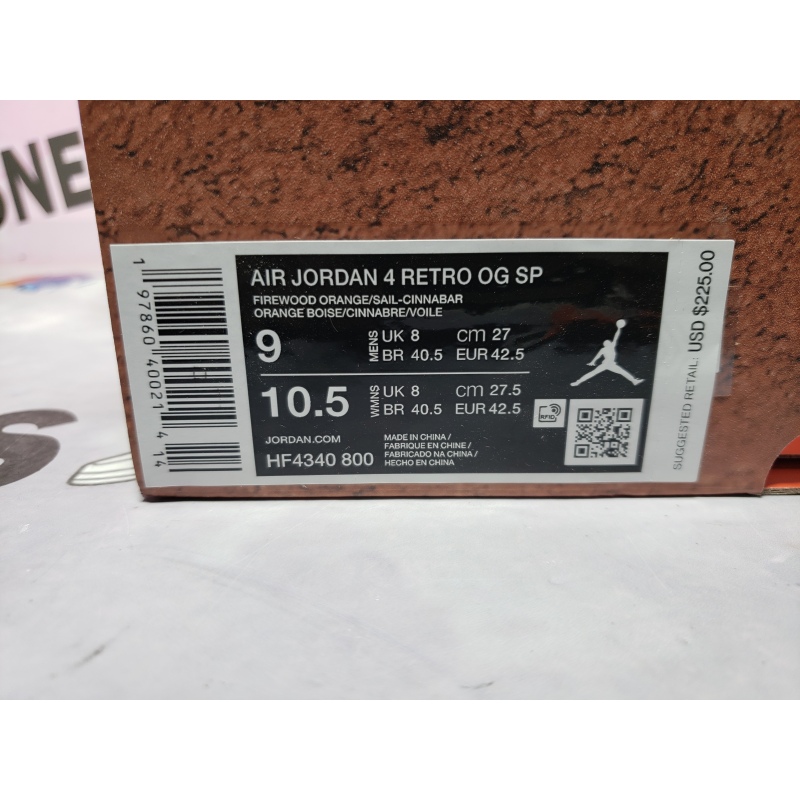 ONE
S
1 97860 40021 4 14
AIR JORDAN 4 RETRO OG SP
FIREWOOD ORANGE/SAIL-CINNABAR
ORANGE BOISE/CINNABRE/VOILE
9 MENS UK 8 cm 27
BR 40.5 EUR 42.5
10.5 WMNS UK 8 cm 27.5
BR 40.5 EUR 42.5
RFID
JORDAN.COM
HF4340 800
MADE IN CHINA /
FABRIQUE EN CHINE /
FABRICADO NA CHINA /
HECHO EN CHINA
SUGGESTED RETAIL: USD $225.00